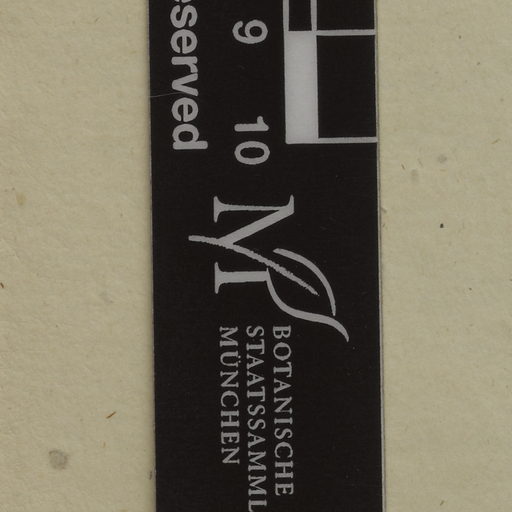 eserved
9 10
BOTANISCHE
STAATSSAMML
MÜNCHEN